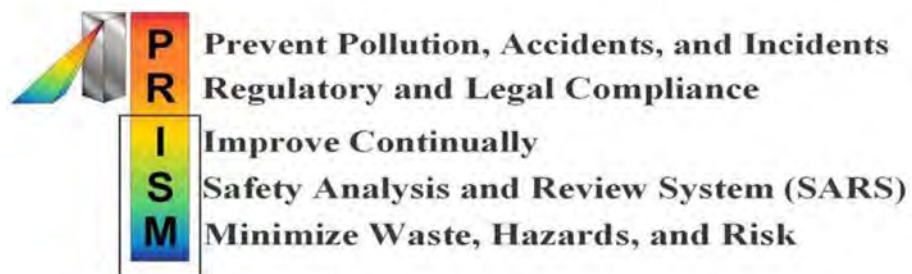 P Prevent Pollution, Accidents, and Incidents
R Regulatory and Legal Compliance
I Improve Continually
S Safety Analysis and Review System (SARS)
M Minimize Waste, Hazards, and Risk